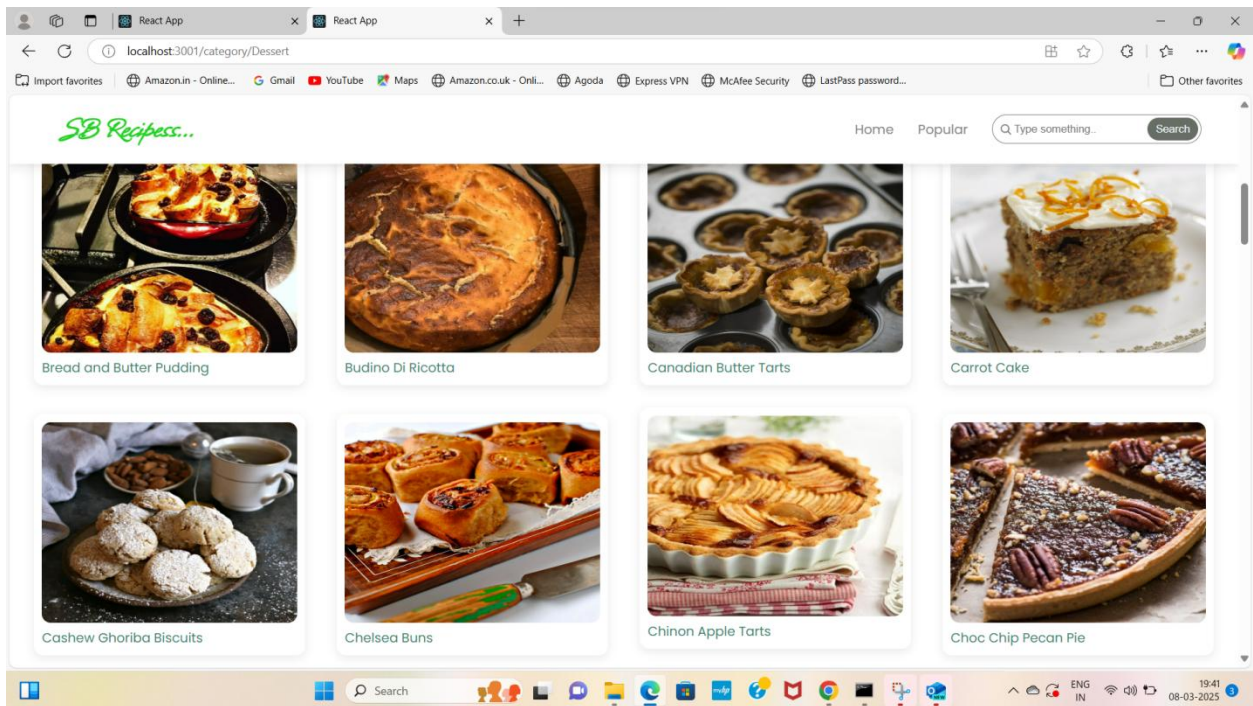 React App
React App
localhost:3001/category/Dessert
Import favorites Amazon.in - Online... Gmail YouTube Maps Amazon.co.uk - Onli... Agoda Express VPN McAfee Security LastPass password... Other favorites
SB Recipess...
Home Popular Type something.. Search
Bread and Butter Pudding Budino Di Ricotta Canadian Butter Tarts Carrot Cake
Cashew Ghoriba Biscuits Chelsea Buns Chinon Apple Tarts Choc Chip Pecan Pie
Search
ENG
IN
19:41
08-03-2025
3